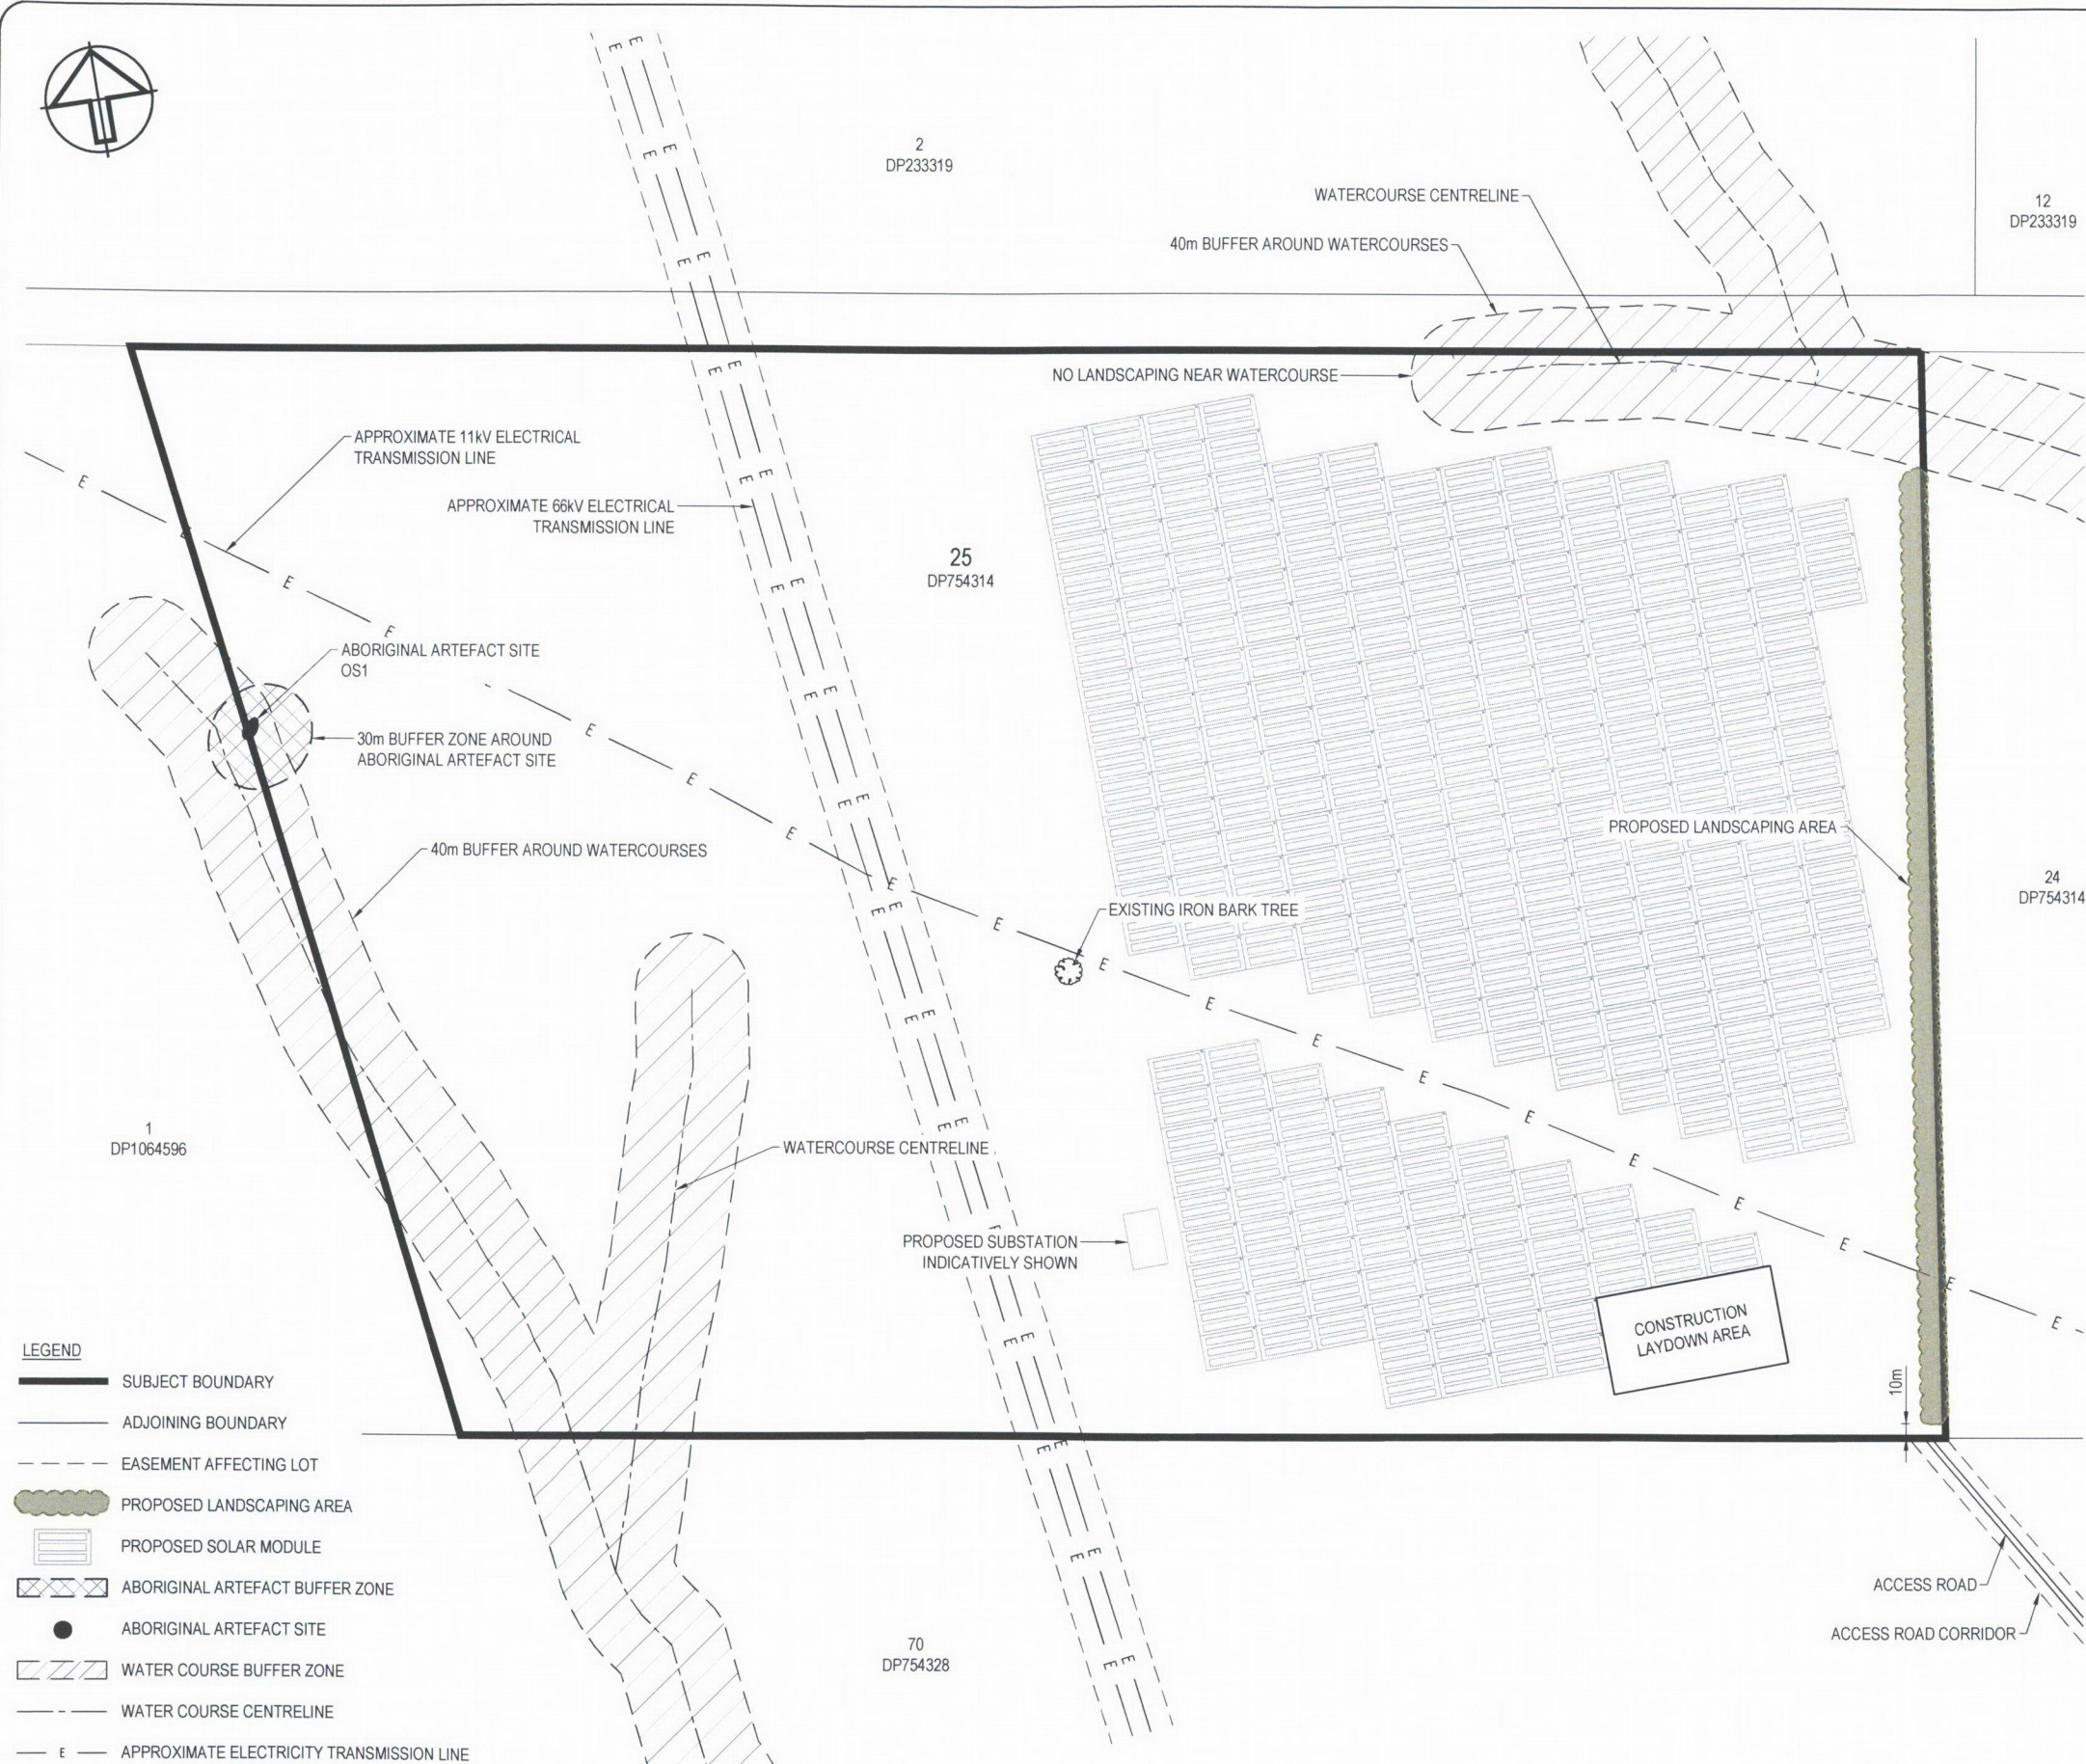 2
DP233319
12
DP233319
WATERCOURSE CENTRELINE
40m BUFFER AROUND WATERCOURSES
NO LANDSCAPING NEAR WATERCOURSE
APPROXIMATE 11kV ELECTRICAL
TRANSMISSION LINE
APPROXIMATE 66kV ELECTRICAL
TRANSMISSION LINE
25
DP754314
ABORIGINAL ARTEFACT SITE
OS1
30m BUFFER ZONE AROUND
ABORIGINAL ARTEFACT SITE
40m BUFFER AROUND WATERCOURSES
PROPOSED LANDSCAPING AREA
24
DP754314
EXISTING IRON BARK TREE
1
DP1064596
WATERCOURSE CENTRELINE
PROPOSED SUBSTATION
INDICATIVELY SHOWN
CONSTRUCTION
LAYDOWN AREA
10m
ACCESS ROAD
ACCESS ROAD CORRIDOR
70
DP754328
LEGEND
SUBJECT BOUNDARY
ADJOINING BOUNDARY
EASEMENT AFFECTING LOT
PROPOSED LANDSCAPING AREA
PROPOSED SOLAR MODULE
ABORIGINAL ARTEFACT BUFFER ZONE
ABORIGINAL ARTEFACT SITE
WATER COURSE BUFFER ZONE
WATER COURSE CENTRELINE
E APPROXIMATE ELECTRICITY TRANSMISSION LINE